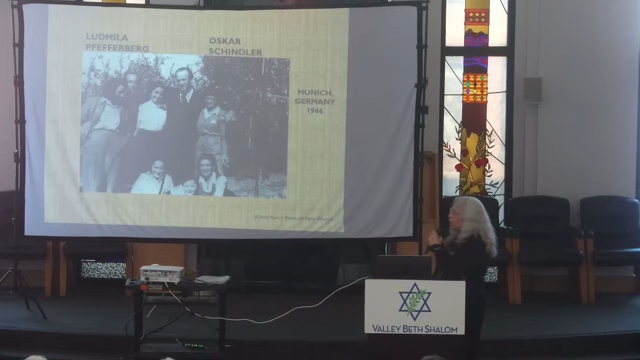 LUDMILA
PFEFFERBERG
OSKAR
SCHINDLER
MUNICH,
GERMANY
1946
VALLEY BETH SHALOM